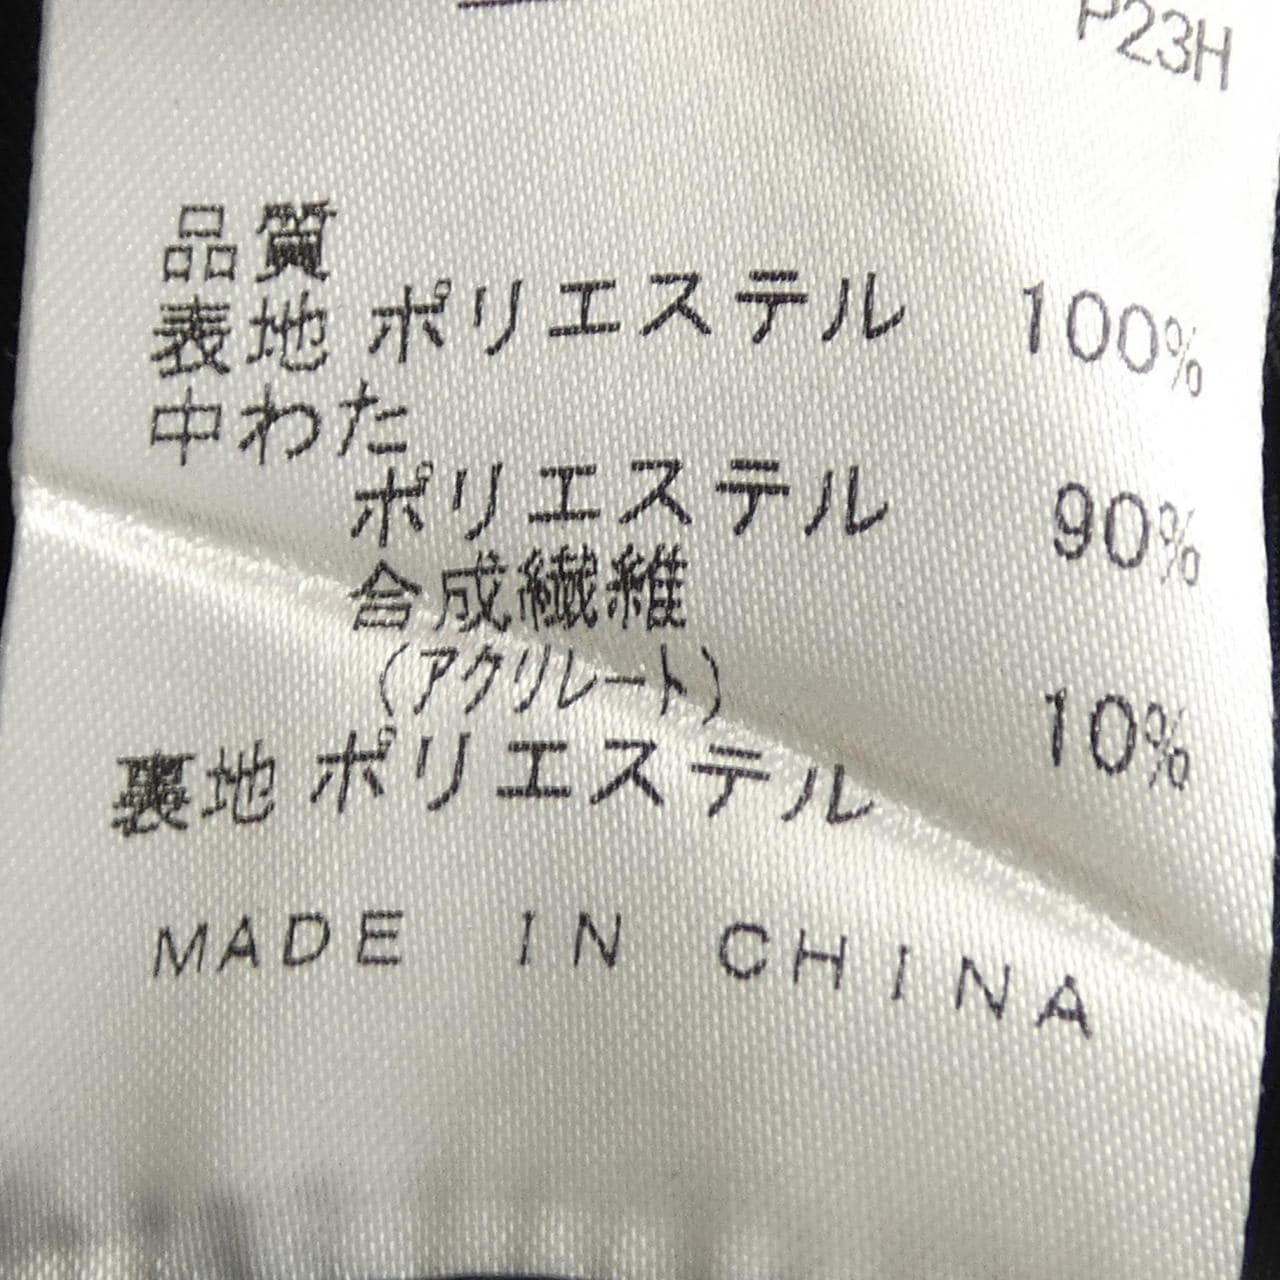 P23H
品質
表地 ポリエステル 100%
中わた
ポリエステル 90%
合成繊維
(アクリレート) 10%
裏地 ポリエステル
MADE IN CHINA